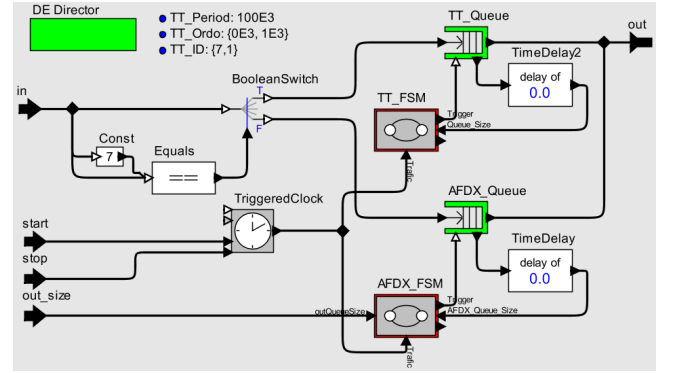 DE Director
TT_Period: 100E3
TT_Ordo: {0E3, 1E3}
TT_ID: {7,1}
TT_Queue
out
TimeDelay2
delay of
0.0
BooleanSwitch
T
F
in
TT_FSM
Trigger
Queue_Size
Trafic
Const
7
Equals
==
AFDX_Queue
TriggeredClock
start
stop
out_size
TimeDelay
delay of
0.0
AFDX_FSM
Trigger
AFDX_Queue_Size
outQueueSize
Trafic